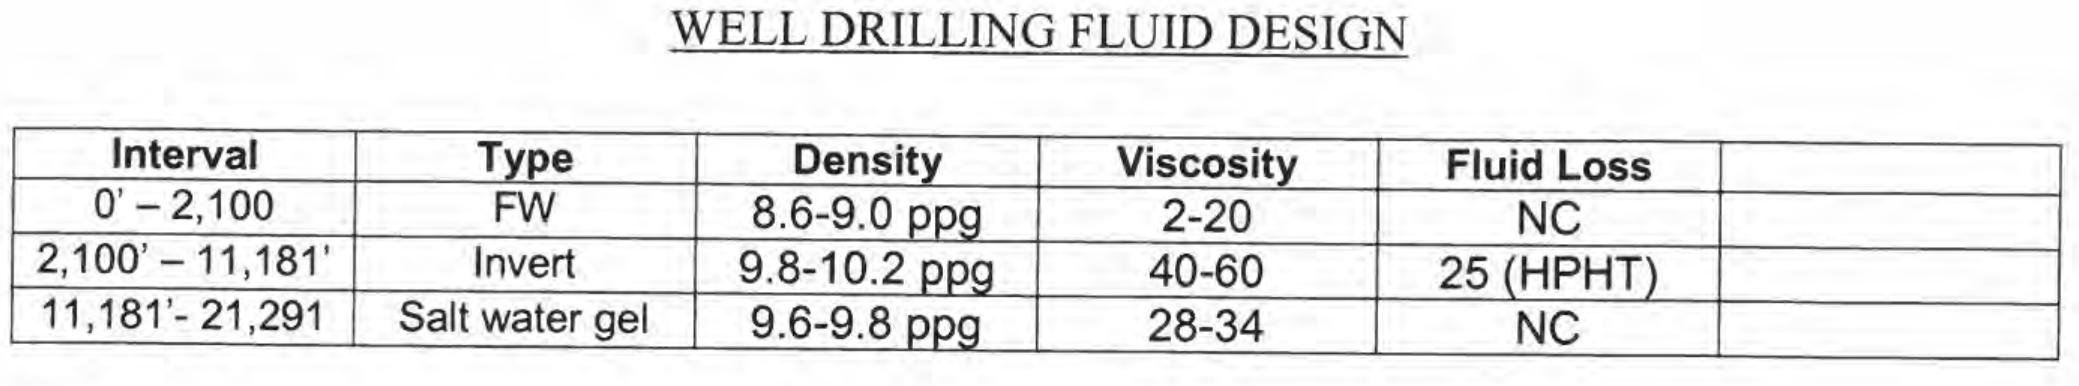 WELL DRILLING FLUID DESIGN
Interval Type Density Viscosity Fluid Loss
0' – 2,100 FW 8.6-9.0 ppg 2-20 NC
2,100' – 11,181' Invert 9.8-10.2 ppg 40-60 25 (HPHT)
11,181'- 21,291 Salt water gel 9.6-9.8 ppg 28-34 NC